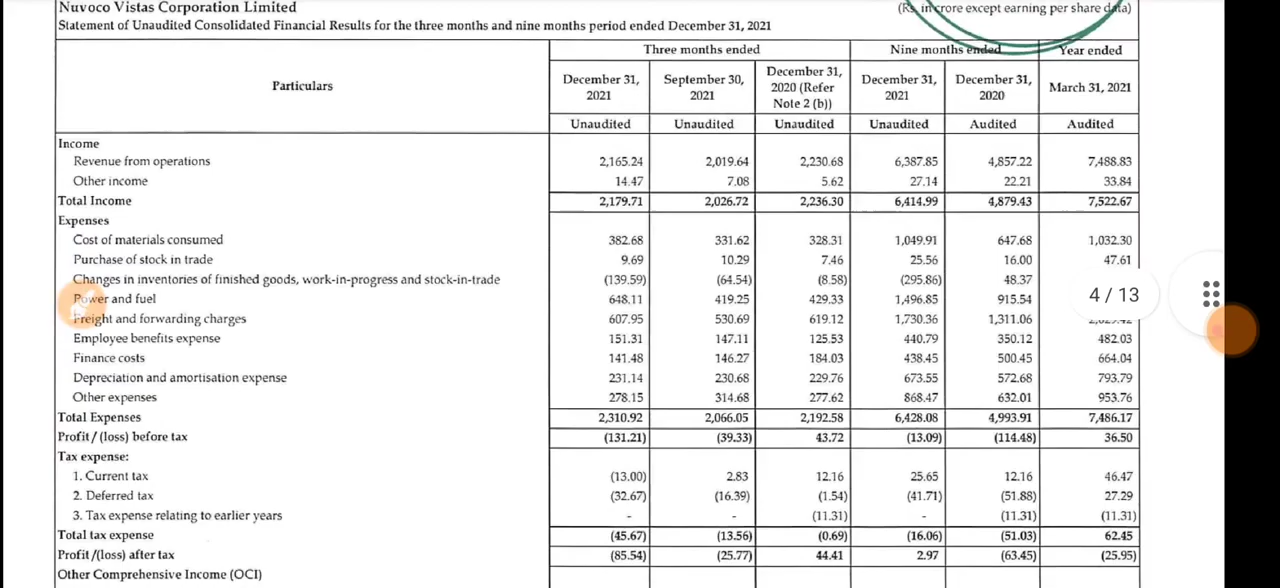 Nuvoco Vistas Corporation Limited
(Rs. in crore except earning per share data)
Statement of Unaudited Consolidated Financial Results for the three months and nine months period ended December 31, 2021
Particulars
Three months ended Nine months ended Year ended
December 31, 2021 September 30, 2021 December 31, 2020 (Refer Note 2 (b)) December 31, 2021 December 31, 2020 March 31, 2021
Unaudited Unaudited Unaudited Unaudited Audited Audited
Income
Revenue from operations 2,165.24 2,019.64 2,230.68 6,387.85 4,857.22 7,488.83
Other income 14.47 7.08 5.62 27.14 22.21 33.84
Total Income 2,179.71 2,026.72 2,236.30 6,414.99 4,879.43 7,522.67
Expenses
Cost of materials consumed 382.68 331.62 328.31 1,049.91 647.68 1,032.30
Purchase of stock in trade 9.69 10.29 7.46 25.56 16.00 47.61
Changes in inventories of finished goods, work-in-progress and stock-in-trade (139.59) (64.54) (8.58) (295.86) 48.37
Power and fuel 648.11 419.25 429.33 1,496.85 915.54
4 / 13
Freight and forwarding charges 607.95 530.69 619.12 1,730.36 1,311.06
Employee benefits expense 151.31 147.11 125.53 440.79 350.12 482.03
Finance costs 141.48 146.27 184.03 438.45 500.45 664.04
Depreciation and amortisation expense 231.14 230.68 229.76 673.55 572.68 793.79
Other expenses 278.15 314.68 277.62 868.47 632.01 953.76
Total Expenses 2,310.92 2,066.05 2,192.58 6,428.08 4,993.91 7,486.17
Profit/ (loss) before tax (131.21) (39.33) 43.72 (13.09) (114.48) 36.50
Tax expense:
1. Current tax (13.00) 2.83 12.16 25.65 12.16 46.47
2. Deferred tax (32.67) (16.39) (1.54) (41.71) (51.88) 27.29
3. Tax expense relating to earlier years - - (11.31) - (11.31) (11.31)
Total tax expense (45.67) (13.56) (0.69) (16.06) (51.03) 62.45
Profit /(loss) after tax (85.54) (25.77) 44.41 2.97 (63.45) (25.95)
Other Comprehensive Income (OCI)